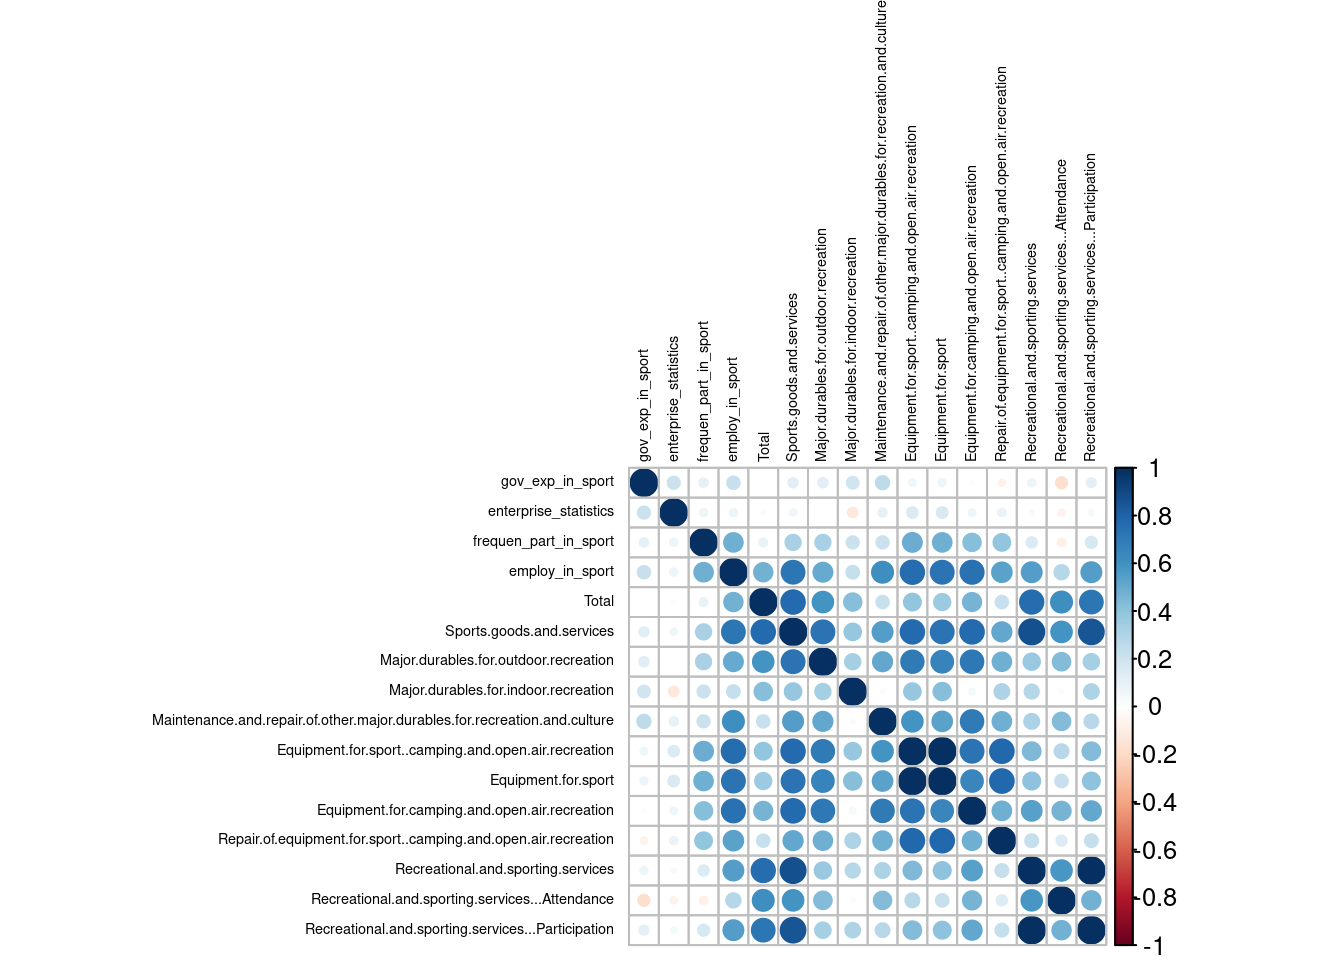 gov_exp_in_sport
enterprise_statistics
frequen_part_in_sport
employ_in_sport
Total
Sports.goods.and.services
Major.durables.for.outdoor.recreation
Major.durables.for.indoor.recreation
Maintenance.and.repair.of.other.major.durables.for.recreation.and.culture
Equipment.for.sport..camping.and.open.air.recreation
Equipment.for.sport
Equipment.for.camping.and.open.air.recreation
Repair.of.equipment.for.sport..camping.and.open.air.recreation
Recreational.and.sporting.services
Recreational.and.sporting.services...Attendance
Recreational.and.sporting.services...Participation
gov_exp_in_sport
enterprise_statistics
frequen_part_in_sport
employ_in_sport
Total
Sports.goods.and.services
Major.durables.for.outdoor.recreation
Major.durables.for.indoor.recreation
Maintenance.and.repair.of.other.major.durables.for.recreation.and.culture
Equipment.for.sport..camping.and.open.air.recreation
Equipment.for.sport
Equipment.for.camping.and.open.air.recreation
Repair.of.equipment.for.sport..camping.and.open.air.recreation
Recreational.and.sporting.services
Recreational.and.sporting.services...Attendance
Recreational.and.sporting.services...Participation
1
0.8
0.6
0.4
0.2
0
-0.2
-0.4
-0.6
-0.8
-1